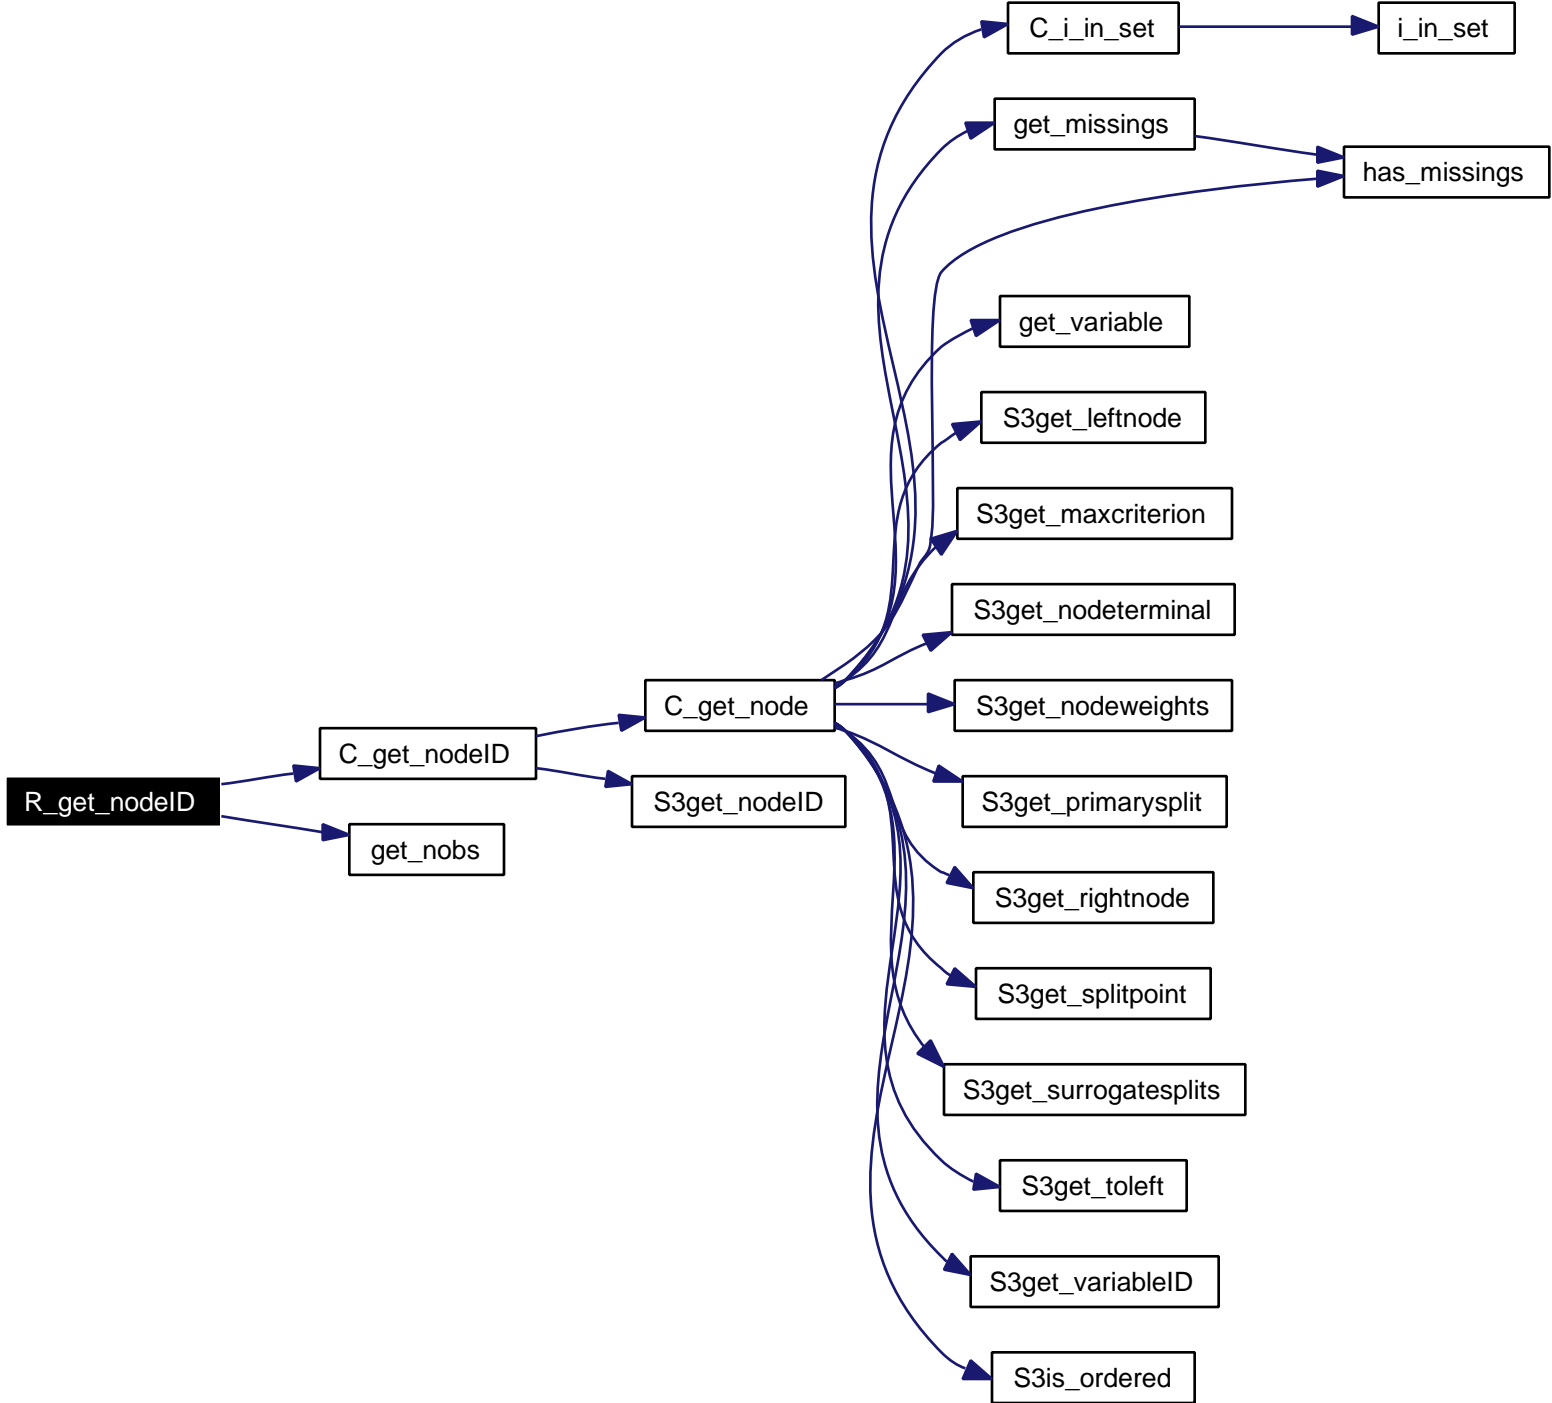 C_i_in_set
i_in_set
get_missings
has_missings
get_variable
S3get_leftnode
S3get_maxcriterion
S3get_nodeterminal
C_get_node
S3get_nodeweights
C_get_nodeID
R_get_nodeID
S3get_nodeID
S3get_primarysplit
get_nobs
S3get_rightnode
S3get_splitpoint
S3get_surrogatesplits
S3get_toleft
S3get_variableID
S3is_ordered